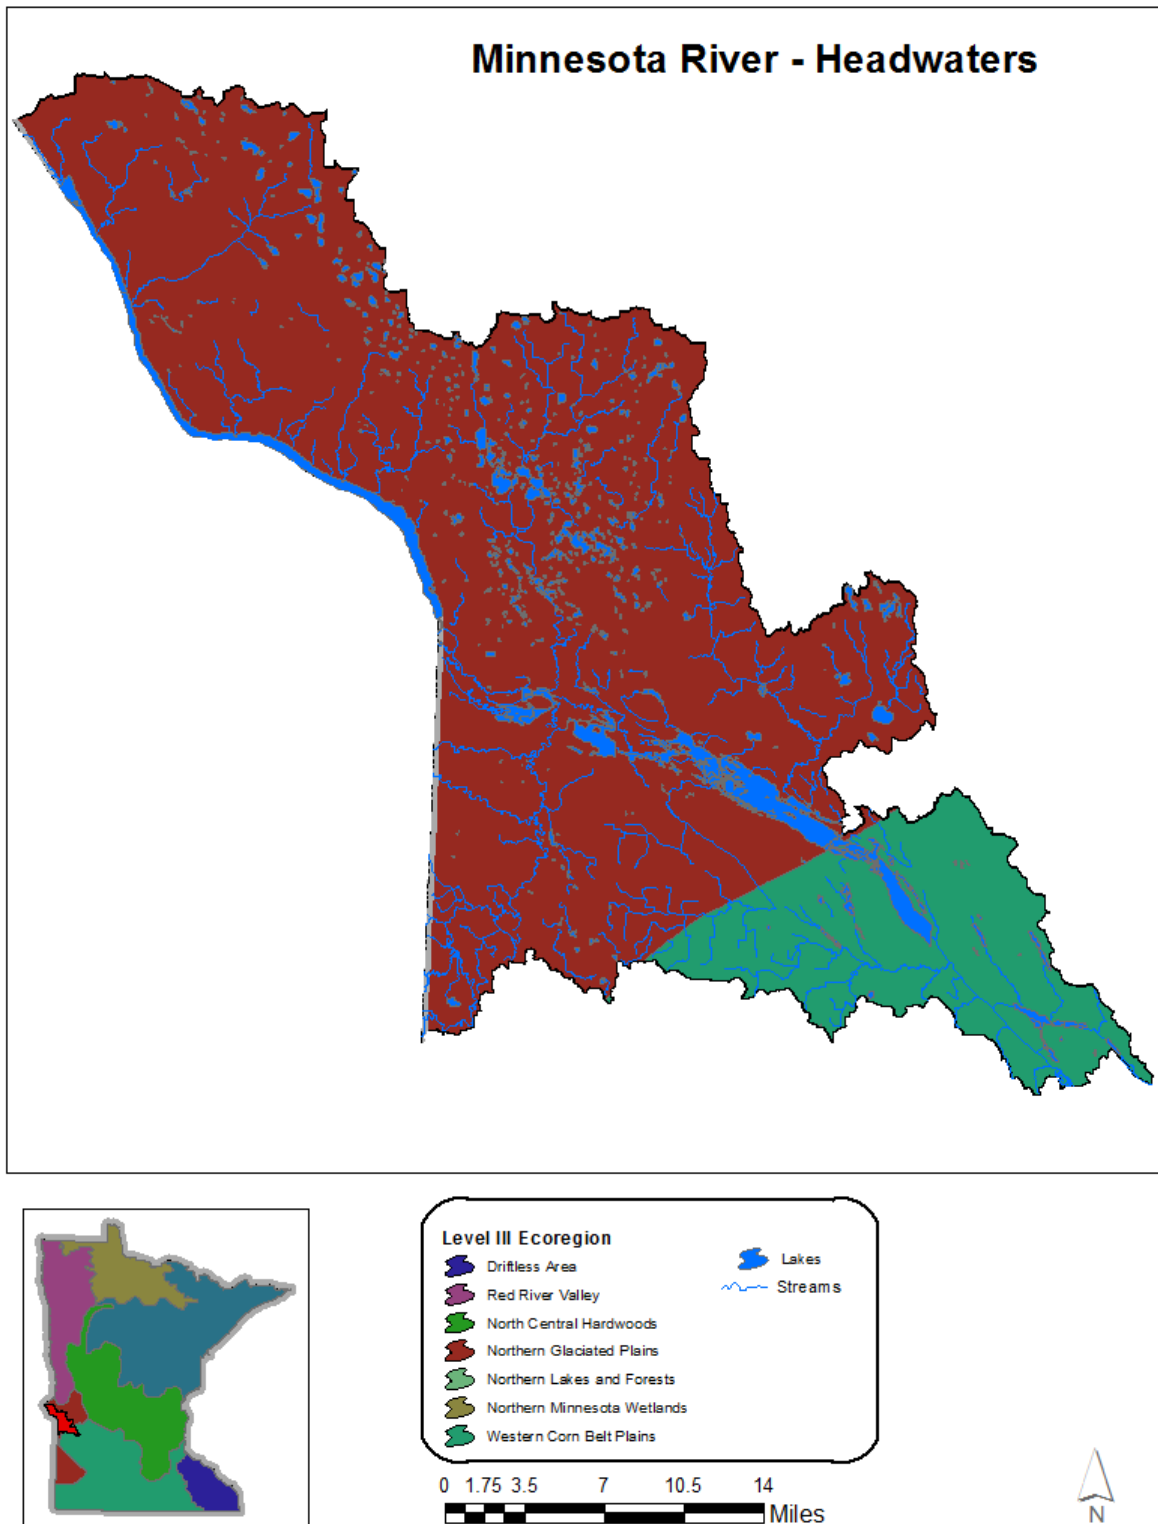 Minnesota River - Headwaters
Level III Ecoregion
Driftless Area
Red River Valley
North Central Hardwoods
Northern Glaciated Plains
Northern Lakes and Forests
Northern Minnesota Wetlands
Western Corn Belt Plains
Lakes
Streams
0 1.75 3.5 7 10.5 14
Miles
N